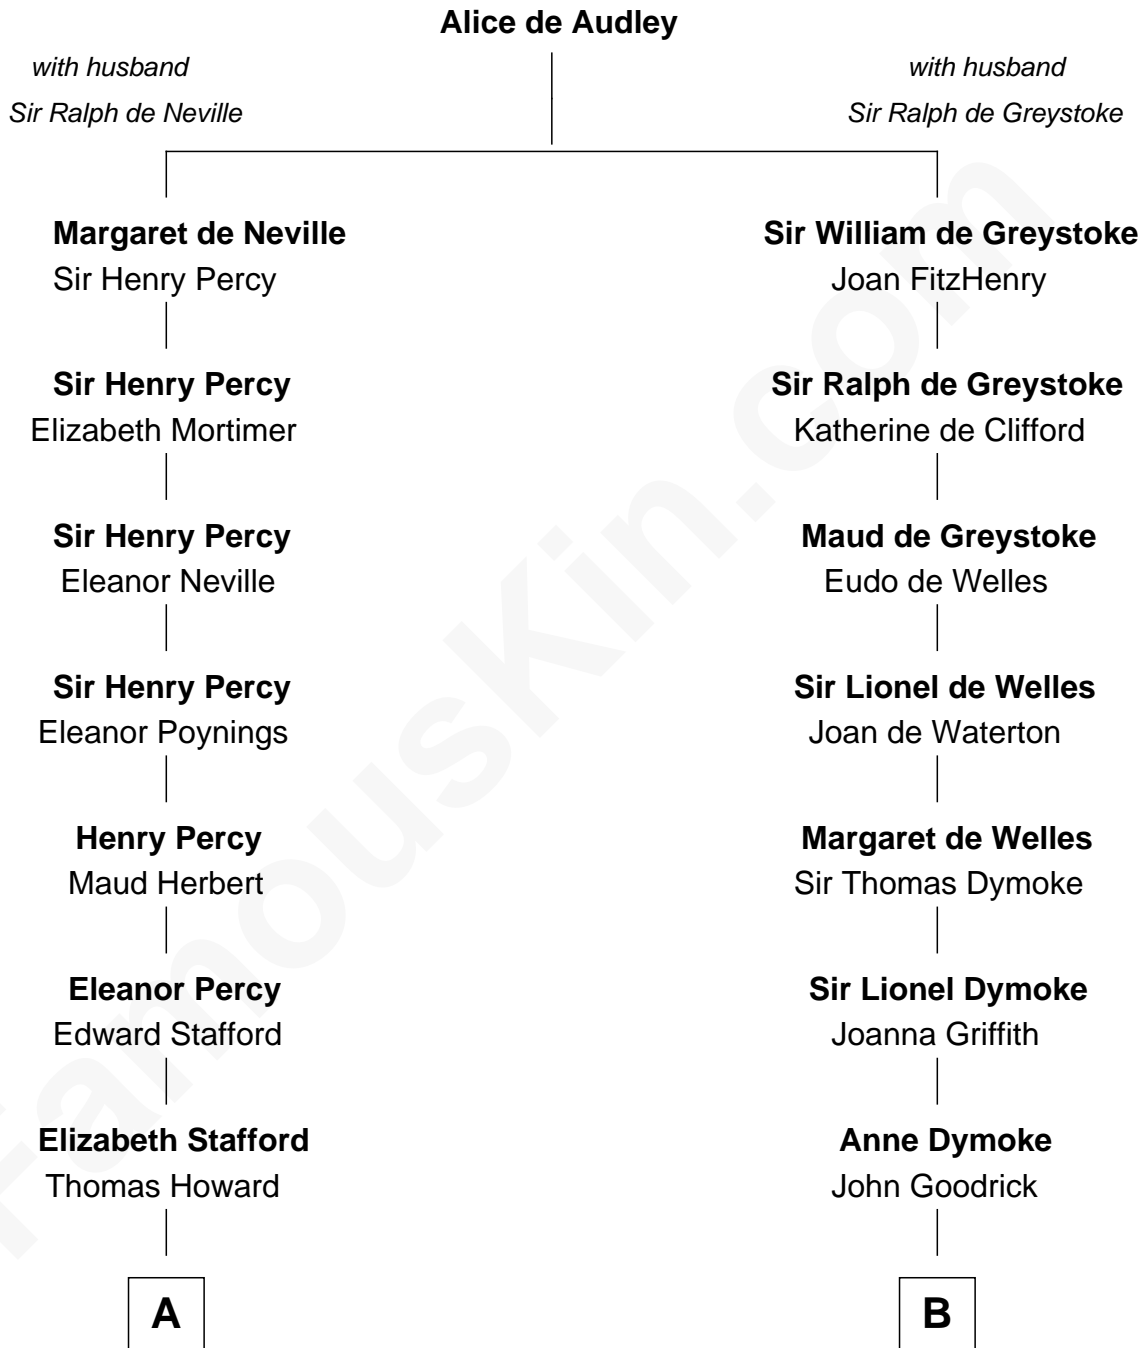 Alice de Audley
with husband
Sir Ralph de Neville
with husband
Sir Ralph de Greystoke
Margaret de Neville
Sir Henry Percy
Sir William de Greystoke
Joan FitzHenry
Sir Henry Percy
Elizabeth Mortimer
Sir Ralph de Greystoke
Katherine de Clifford
Sir Henry Percy
Eleanor Neville
Maud de Greystoke
Eudo de Welles
Sir Henry Percy
Eleanor Poynings
Sir Lionel de Welles
Joan de Waterton
Henry Percy
Maud Herbert
Margaret de Welles
Sir Thomas Dymoke
Eleanor Percy
Edward Stafford
Sir Lionel Dymoke
Joanna Griffith
Elizabeth Stafford
Thomas Howard
Anne Dymoke
John Goodrick
A
B
FamousKin.com